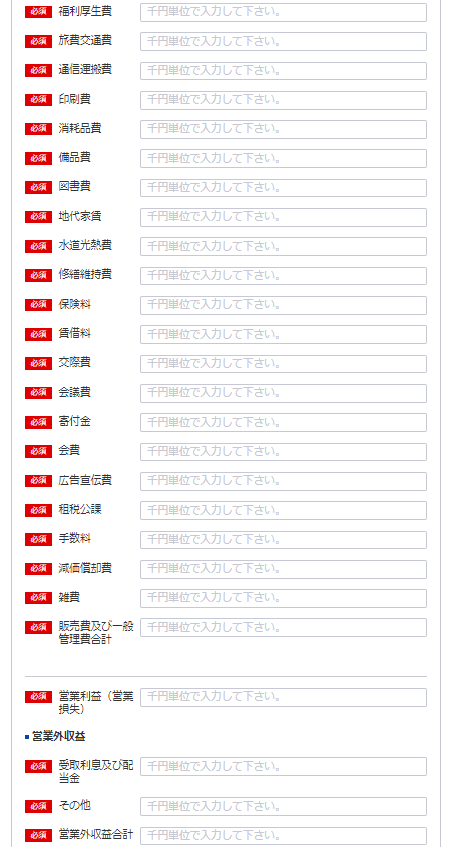 必須 福利厚生費 千円単位で入力して下さい。
必須 旅費交通費 千円単位で入力して下さい。
必須 通信運搬費 千円単位で入力して下さい。
必須 印刷費 千円単位で入力して下さい。
必須 消耗品費 千円単位で入力して下さい。
必須 備品費 千円単位で入力して下さい。
必須 図書費 千円単位で入力して下さい。
必須 地代家賃 千円単位で入力して下さい。
必須 水道光熱費 千円単位で入力して下さい。
必須 修繕維持費 千円単位で入力して下さい。
必須 保険料 千円単位で入力して下さい。
必須 賃借料 千円単位で入力して下さい。
必須 交際費 千円単位で入力して下さい。
必須 会議費 千円単位で入力して下さい。
必須 寄付金 千円単位で入力して下さい。
必須 会費 千円単位で入力して下さい。
必須 広告宣伝費 千円単位で入力して下さい。
必須 租税公課 千円単位で入力して下さい。
必須 手数料 千円単位で入力して下さい。
必須 減価償却費 千円単位で入力して下さい。
必須 雑費 千円単位で入力して下さい。
必須 販売費及び一般 千円単位で入力して下さい。
管理費合計
必須 営業利益（営業 千円単位で入力して下さい。
損失）
営業外収益
必須 受取利息及び配 千円単位で入力して下さい。
当金
必須 その他 千円単位で入力して下さい。
必須 営業外収益合計 千円単位で入力して下さい。